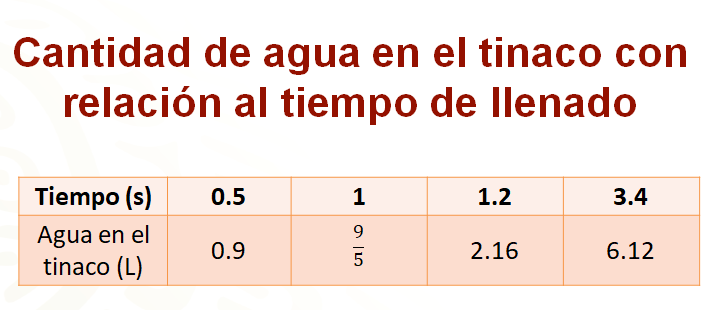 Cantidad de agua en el tinaco con
relación al tiempo de llenado
Tiempo (s) 0.5 1 1.2 3.4
Agua en el
tinaco (L) 0.9 9/5 2.16 6.12